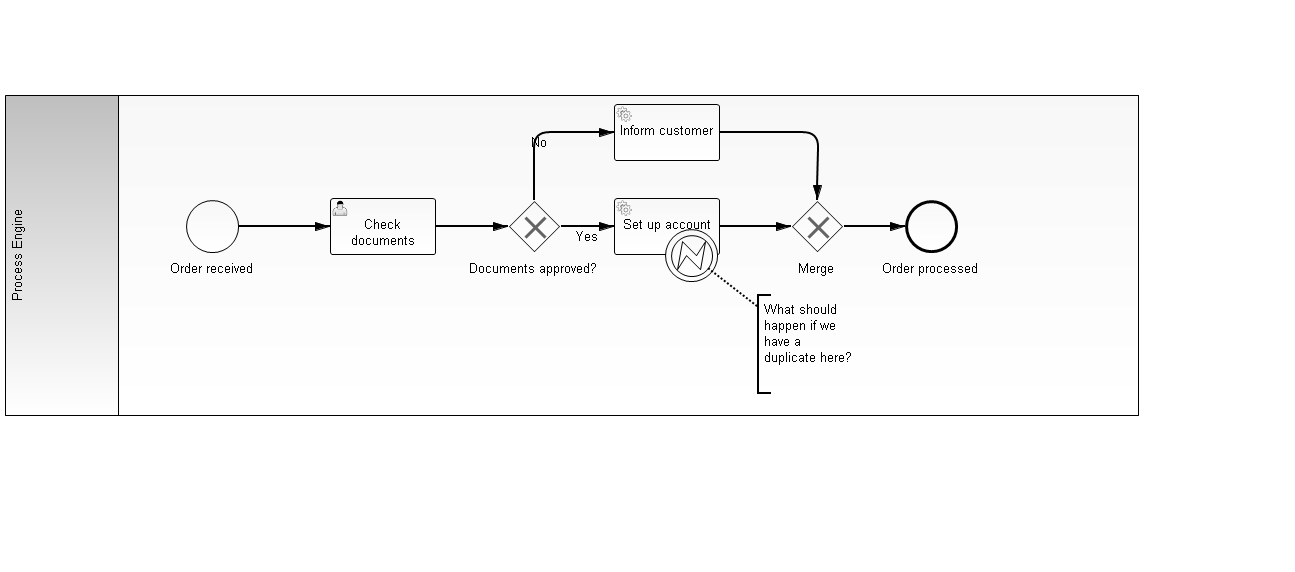 Process Engine
Order received
Check
documents
Documents approved?
No
Yes
Inform customer
Set up account
What should
happen if we
have a
duplicate here?
Merge
Order processed